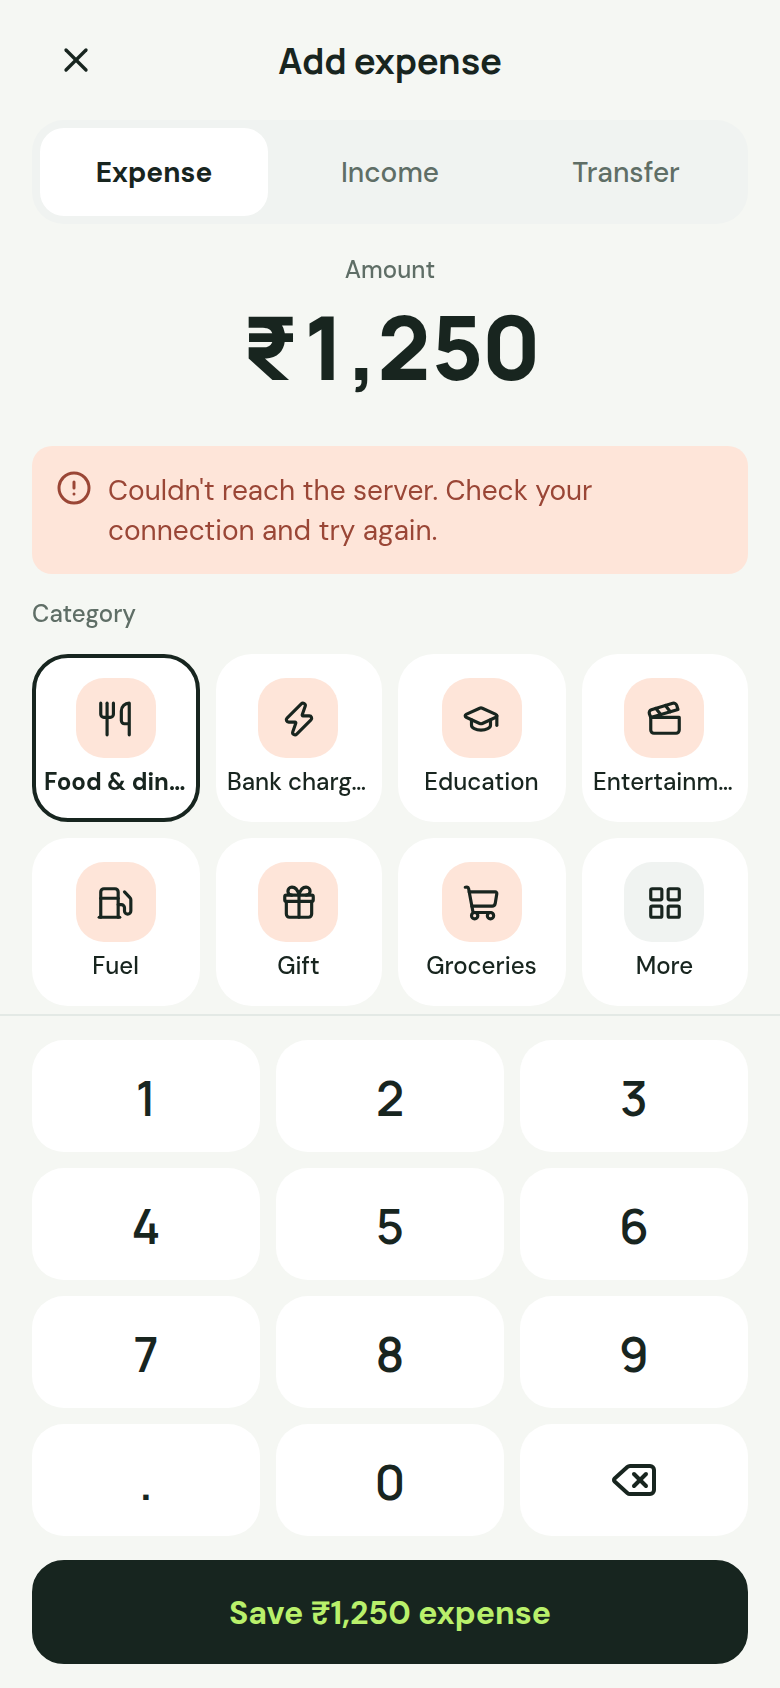 Add expense
Expense Income Transfer
Amount
₹1,250
Couldn't reach the server. Check your
connection and try again.
Category
Food & din... Bank charg... Education Entertainm...
Fuel Gift Groceries More
1 2 3
4 5 6
7 8 9
. 0
Save ₹1,250 expense